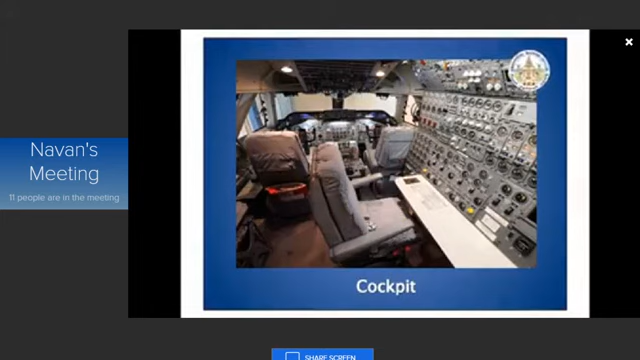 Navan's
Meeting
11 people are in the meeting
Cockpit
SHARE SCREEN